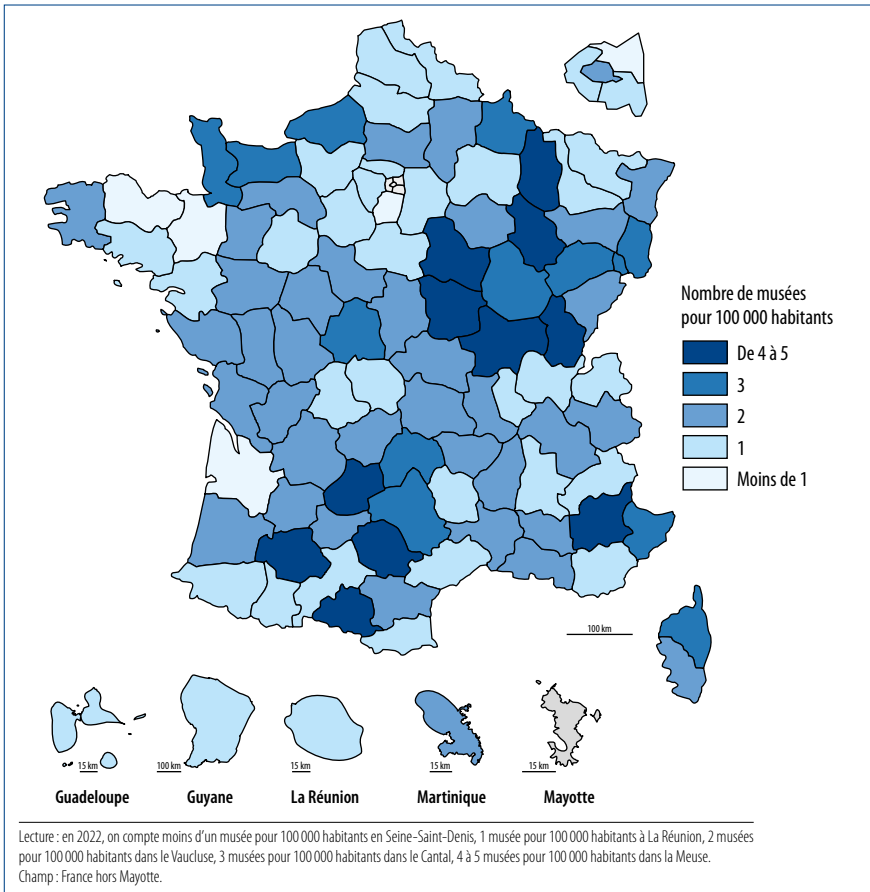 Nombre de musées
pour 100 000 habitants
De 4 à 5
3
2
1
Moins de 1
100 km
15 km
100 km
15 km
15 km
15 km
Guadeloupe
Guyane
La Réunion
Martinique
Mayotte
Lecture : en 2022, on compte moins d’un musée pour 100 000 habitants en Seine-Saint-Denis, 1 musée pour 100 000 habitants à La Réunion, 2 musées
pour 100 000 habitants dans le Vaucluse, 3 musées pour 100 000 habitants dans le Cantal, 4 à 5 musées pour 100 000 habitants dans la Meuse.
Champ : France hors Mayotte.